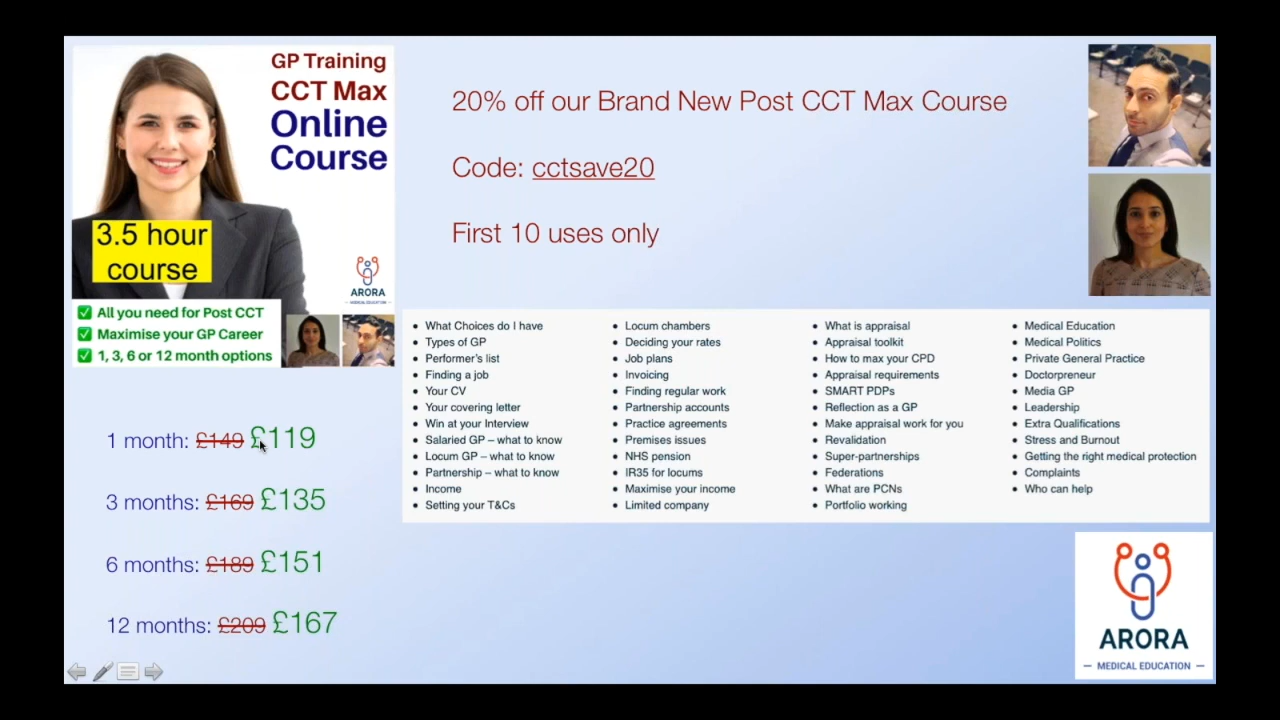 GP Training
CCT Max
Online
Course
3.5 hour
course
ARORA
MEDICAL EDUCATION
All you need for Post CCT
Maximise your GP Career
1, 3, 6 or 12 month options
20% off our Brand New Post CCT Max Course
Code: cctsave20
First 10 uses only
• What Choices do I have
• Types of GP
• Performer's list
• Finding a job
• Your CV
• Your covering letter
• Win at your Interview
• Salaried GP – what to know
• Locum GP – what to know
• Partnership – what to know
• Income
• Setting your T&Cs
• Locum chambers
• Deciding your rates
• Job plans
• Invoicing
• Finding regular work
• Partnership accounts
• Practice agreements
• Premises issues
• NHS pension
• IR35 for locums
• Maximise your income
• Limited company
• What is appraisal
• Appraisal toolkit
• How to max your CPD
• Appraisal requirements
• SMART PDPs
• Reflection as a GP
• Make appraisal work for you
• Revalidation
• Super-partnerships
• Federations
• What are PCNs
• Portfolio working
• Medical Education
• Medical Politics
• Private General Practice
• Doctorpreneur
• Media GP
• Leadership
• Extra Qualifications
• Stress and Burnout
• Getting the right medical protection
• Complaints
• Who can help
1 month: £149 £119
3 months: £169 £135
6 months: £189 £151
12 months: £209 £167
ARORA
MEDICAL EDUCATION